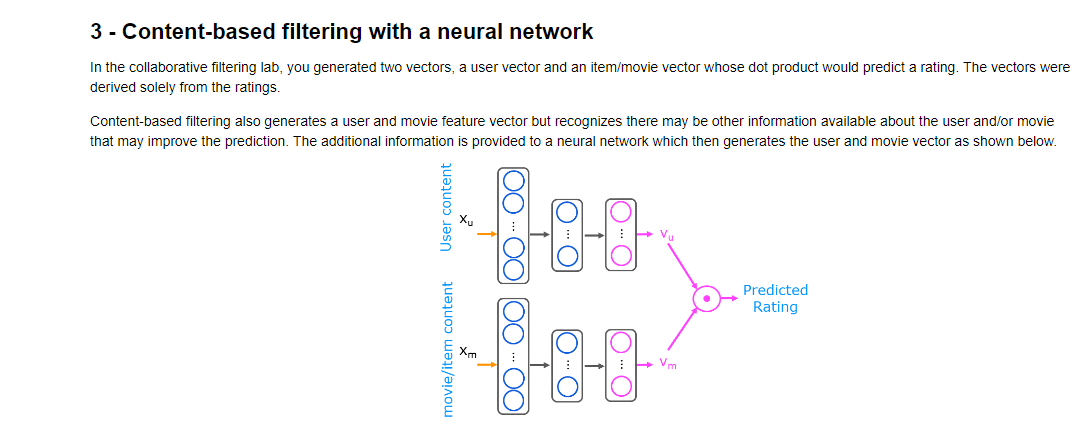 3 - Content-based filtering with a neural network
In the collaborative filtering lab, you generated two vectors, a user vector and an item/movie vector whose dot product would predict a rating. The vectors were
derived solely from the ratings.
Content-based filtering also generates a user and movie feature vector but recognizes there may be other information available about the user and/or movie
that may improve the prediction. The additional information is provided to a neural network which then generates the user and movie vector as shown below.
User content
Xu
Vu
Predicted
Rating
movie/item content
Xm
Vm